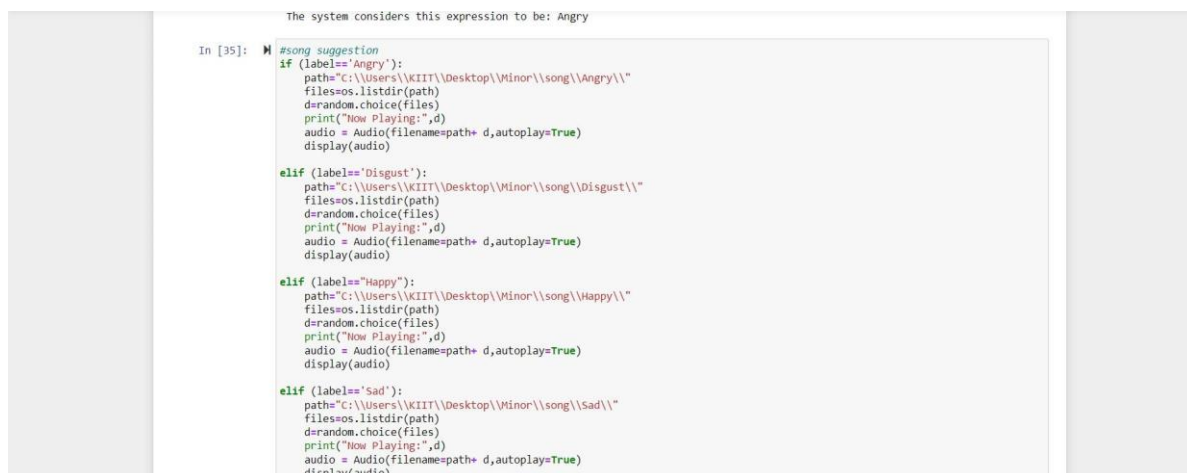 The system considers this expression to be: Angry
In [35]: #song suggestion
if (label=='Angry'):
    path="C:\\Users\\KIIT\\Desktop\\Minor\\song\\Angry\\"
    files=os.listdir(path)
    d=random.choice(files)
    print("Now Playing:",d)
    audio = Audio(filename=path+ d,autoplay=True)
    display(audio)
elif (label=='Disgust'):
    path="C:\\Users\\KIIT\\Desktop\\Minor\\song\\Disgust\\"
    files=os.listdir(path)
    d=random.choice(files)
    print("Now Playing:",d)
    audio = Audio(filename=path+ d,autoplay=True)
    display(audio)
elif (label=="Happy"):
    path="C:\\Users\\KIIT\\Desktop\\Minor\\song\\Happy\\"
    files=os.listdir(path)
    d=random.choice(files)
    print("Now Playing:",d)
    audio = Audio(filename=path+ d,autoplay=True)
    display(audio)
elif (label=='Sad'):
    path="C:\\Users\\KIIT\\Desktop\\Minor\\song\\Sad\\"
    files=os.listdir(path)
    d=random.choice(files)
    print("Now Playing:",d)
    audio = Audio(filename=path+ d,autoplay=True)
    display(audio)